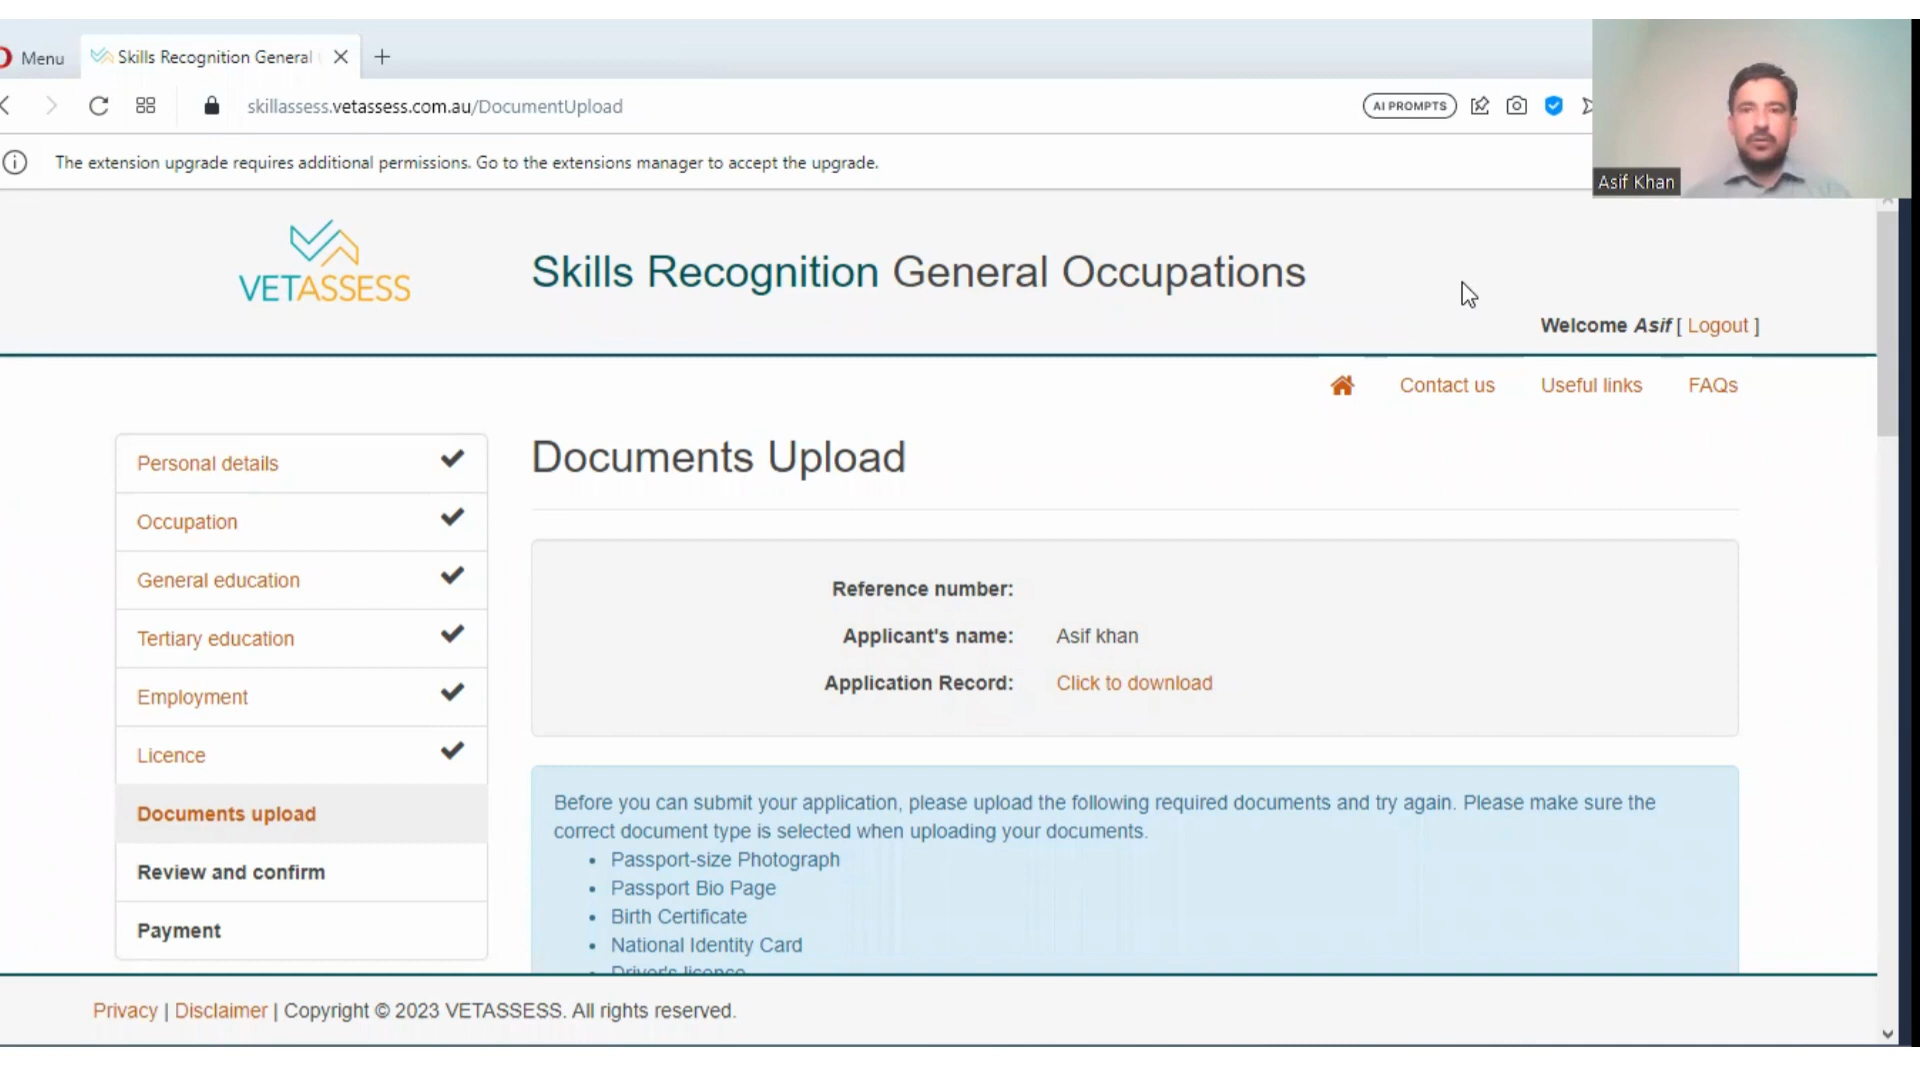 Menu
Skills Recognition General
skillassess.vetassess.com.au/DocumentUpload
AI PROMPTS
The extension upgrade requires additional permissions. Go to the extensions manager to accept the upgrade.
Asif Khan
VETASSESS
Skills Recognition General Occupations
Welcome Asif [ Logout ]
Contact us
Useful links
FAQs
Personal details
Occupation
General education
Tertiary education
Employment
Licence
Documents upload
Review and confirm
Payment
Documents Upload
Reference number:
Applicant's name: Asif khan
Application Record: Click to download
Before you can submit your application, please upload the following required documents and try again. Please make sure the
correct document type is selected when uploading your documents.
• Passport-size Photograph
• Passport Bio Page
• Birth Certificate
• National Identity Card
• Driver's licence
Privacy | Disclaimer | Copyright © 2023 VETASSESS. All rights reserved.